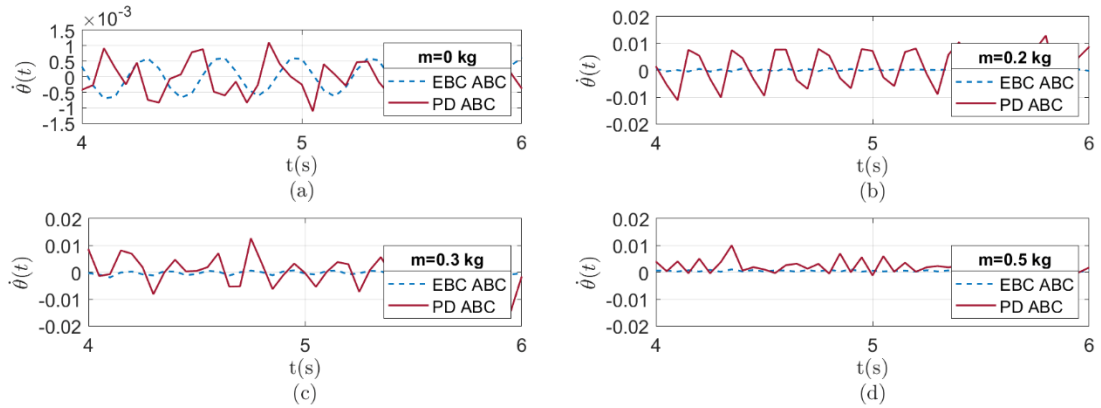 ×10⁻³
1.5
1
0.5
0
-0.5
-1
-1.5
θ̇(t)
m=0 kg
EBC ABC
PD ABC
4
5
6
t(s)
(a)
0.02
0.01
0
-0.01
-0.02
θ̇(t)
m=0.2 kg
EBC ABC
PD ABC
4
5
6
t(s)
(b)
0.02
0.01
0
-0.01
-0.02
θ̇(t)
m=0.3 kg
EBC ABC
PD ABC
4
5
6
t(s)
(c)
0.02
0.01
0
-0.01
-0.02
θ̇(t)
m=0.5 kg
EBC ABC
PD ABC
4
5
6
t(s)
(d)